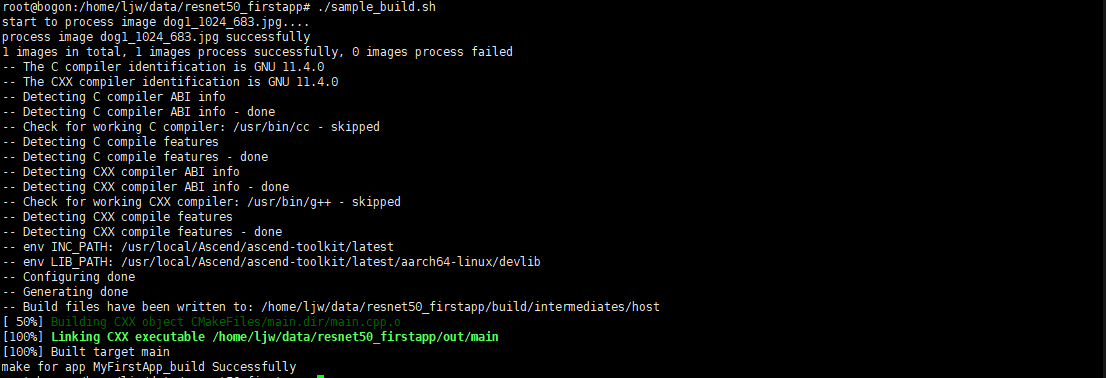 root@bogon:/home/ljw/data/resnet50_firstapp# ./sample_build.sh
start to process image dog1_1024_683.jpg....
process image dog1_1024_683.jpg successfully
1 images in total, 1 images process successfully, 0 images process failed
-- The C compiler identification is GNU 11.4.0
-- The CXX compiler identification is GNU 11.4.0
-- Detecting C compiler ABI info
-- Detecting C compiler ABI info - done
-- Check for working C compiler: /usr/bin/cc - skipped
-- Detecting C compile features
-- Detecting C compile features - done
-- Detecting CXX compiler ABI info
-- Detecting CXX compiler ABI info - done
-- Check for working CXX compiler: /usr/bin/g++ - skipped
-- Detecting CXX compile features
-- Detecting CXX compile features - done
-- env INC_PATH: /usr/local/Ascend/ascend-toolkit/latest
-- env LIB_PATH: /usr/local/Ascend/ascend-toolkit/latest/aarch64-linux/devlib
-- Configuring done
-- Generating done
-- Build files have been written to: /home/ljw/data/resnet50_firstapp/build/intermediates/host
[ 50%] Building CXX object CMakeFiles/main.dir/main.cpp.o
[100%] Linking CXX executable /home/ljw/data/resnet50_firstapp/out/main
[100%] Built target main
make for app MyFirstApp_build Successfully